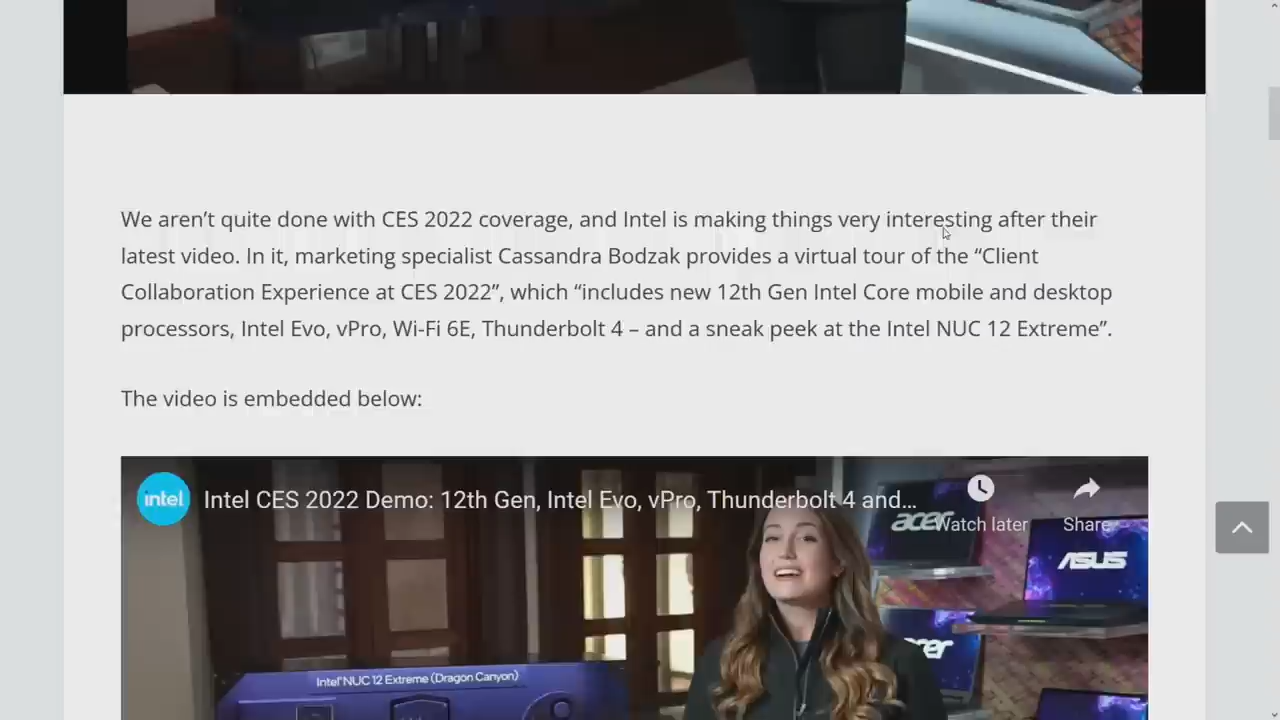 We aren’t quite done with CES 2022 coverage, and Intel is making things very interesting after their
latest video. In it, marketing specialist Cassandra Bodzak provides a virtual tour of the “Client
Collaboration Experience at CES 2022”, which “includes new 12th Gen Intel Core mobile and desktop
processors, Intel Evo, vPro, Wi-Fi 6E, Thunderbolt 4 – and a sneak peek at the Intel NUC 12 Extreme”.
The video is embedded below:
intel
Intel CES 2022 Demo: 12th Gen, Intel Evo, vPro, Thunderbolt 4 and...
Watch later
Share
acer
ASUS
acer
Intel® NUC 12 Extreme (Dragon Canyon)